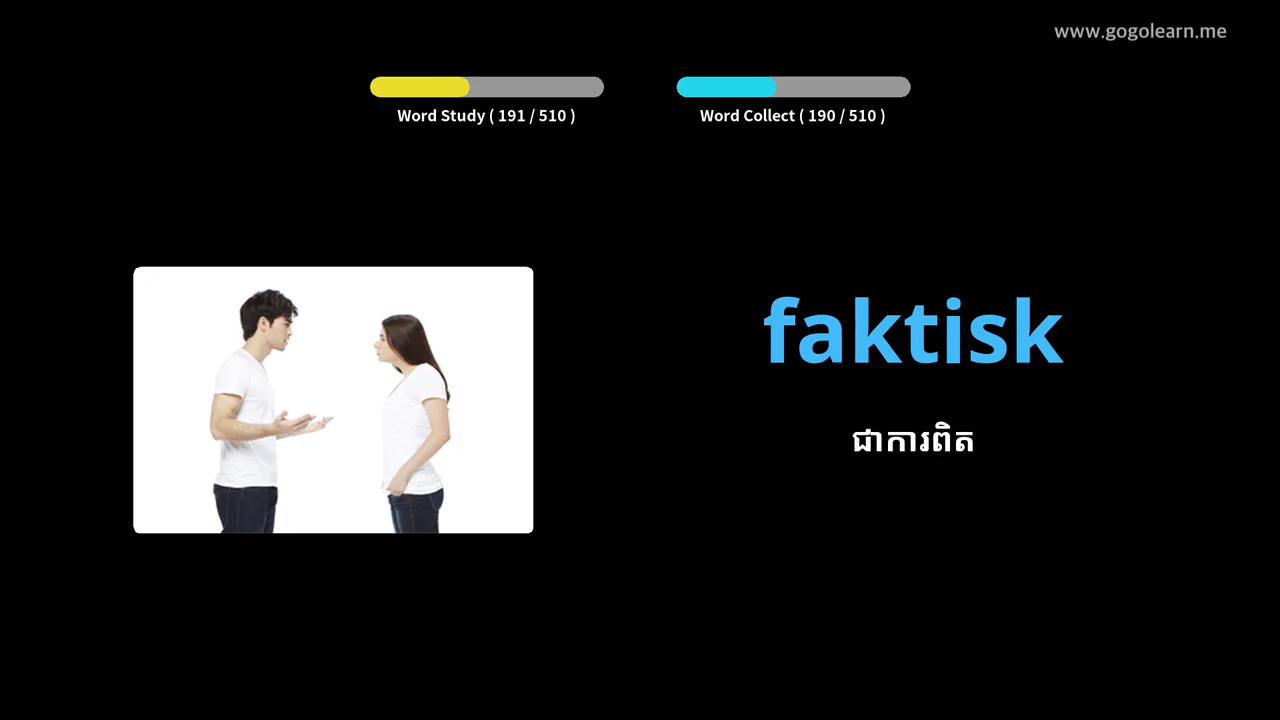 www.gogolearn.me
Word Study ( 191 / 510 )
Word Collect ( 190 / 510 )
faktisk
ជាការពិត